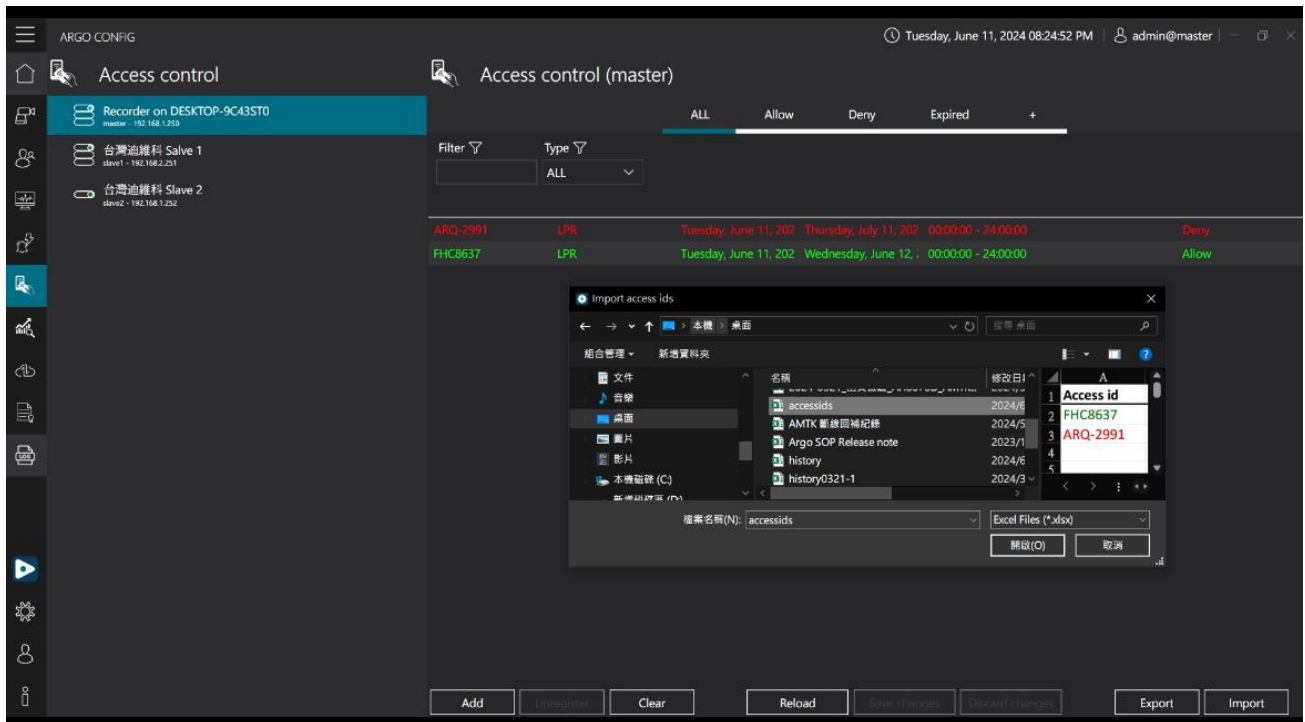 ARGO CONFIG
Tuesday, June 11, 2024 08:24:52 PM
admin@master
Access control
Access control (master)
Recorder on DESKTOP-9C43ST0
master - 192.168.1.250
台灣迪維科 Salve 1
slave1 - 192.168.2.251
台灣迪維科 Slave 2
slave2 - 192.168.1.252
ALL Allow Deny Expired +
Filter Type
ALL
ARQ-2991 LPR Tuesday, June 11, 202 Thursday, July 11, 202 00:00:00 - 24:00:00 Deny
FHC8637 LPR Tuesday, June 11, 202 Wednesday, June 12, 00:00:00 - 24:00:00 Allow
Import access ids
本機 > 桌面
搜尋 桌面
組合管理 新增資料夾
文件
音樂
桌面
圖片
影片
本機磁碟 (C:)
名稱 修改日
accessids 2024/6
AMTK 斷線回補紀錄 2024/5
Argo SOP Release note 2023/1
history 2024/6
history0321-1 2024/3
A
1 Access id
2 FHC8637
3 ARQ-2991
4
5
檔案名稱(N): accessids
Excel Files (*.xlsx)
開啟(O) 取消
Add Unregister Clear Reload Save changes Discard changes Export Import